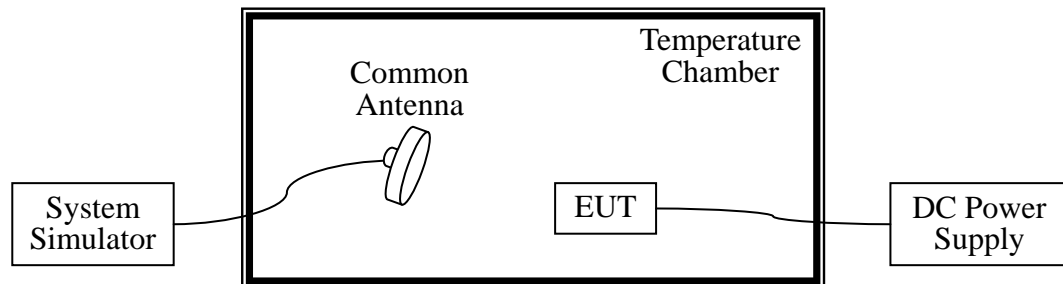 Temperature
Chamber
Common
Antenna
System
Simulator
EUT
DC Power
Supply